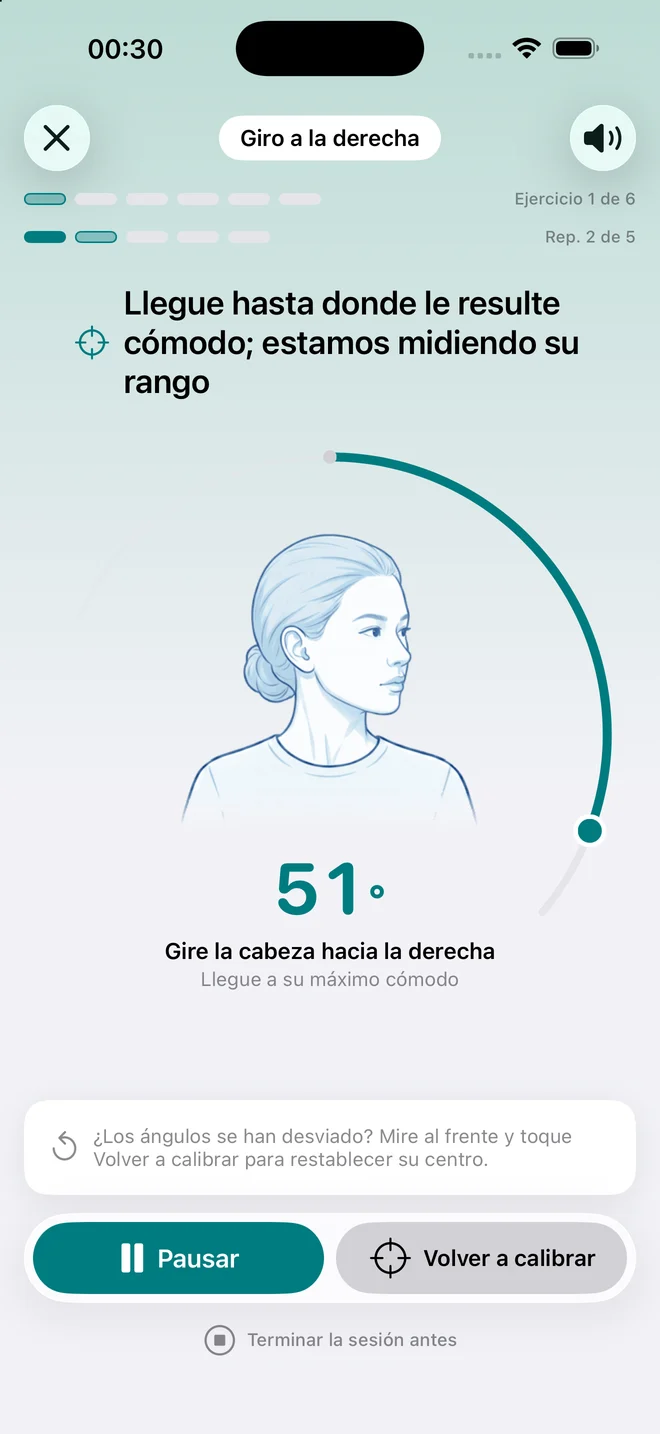 00:30
Giro a la derecha
Ejercicio 1 de 6
Rep. 2 de 5
Llegue hasta donde le resulte
cómodo; estamos midiendo su
rango
51°
Gire la cabeza hacia la derecha
Llegue a su máximo cómodo
¿Los ángulos se han desviado? Mire al frente y toque
Volver a calibrar para restablecer su centro.
Pausar
Volver a calibrar
Terminar la sesión antes